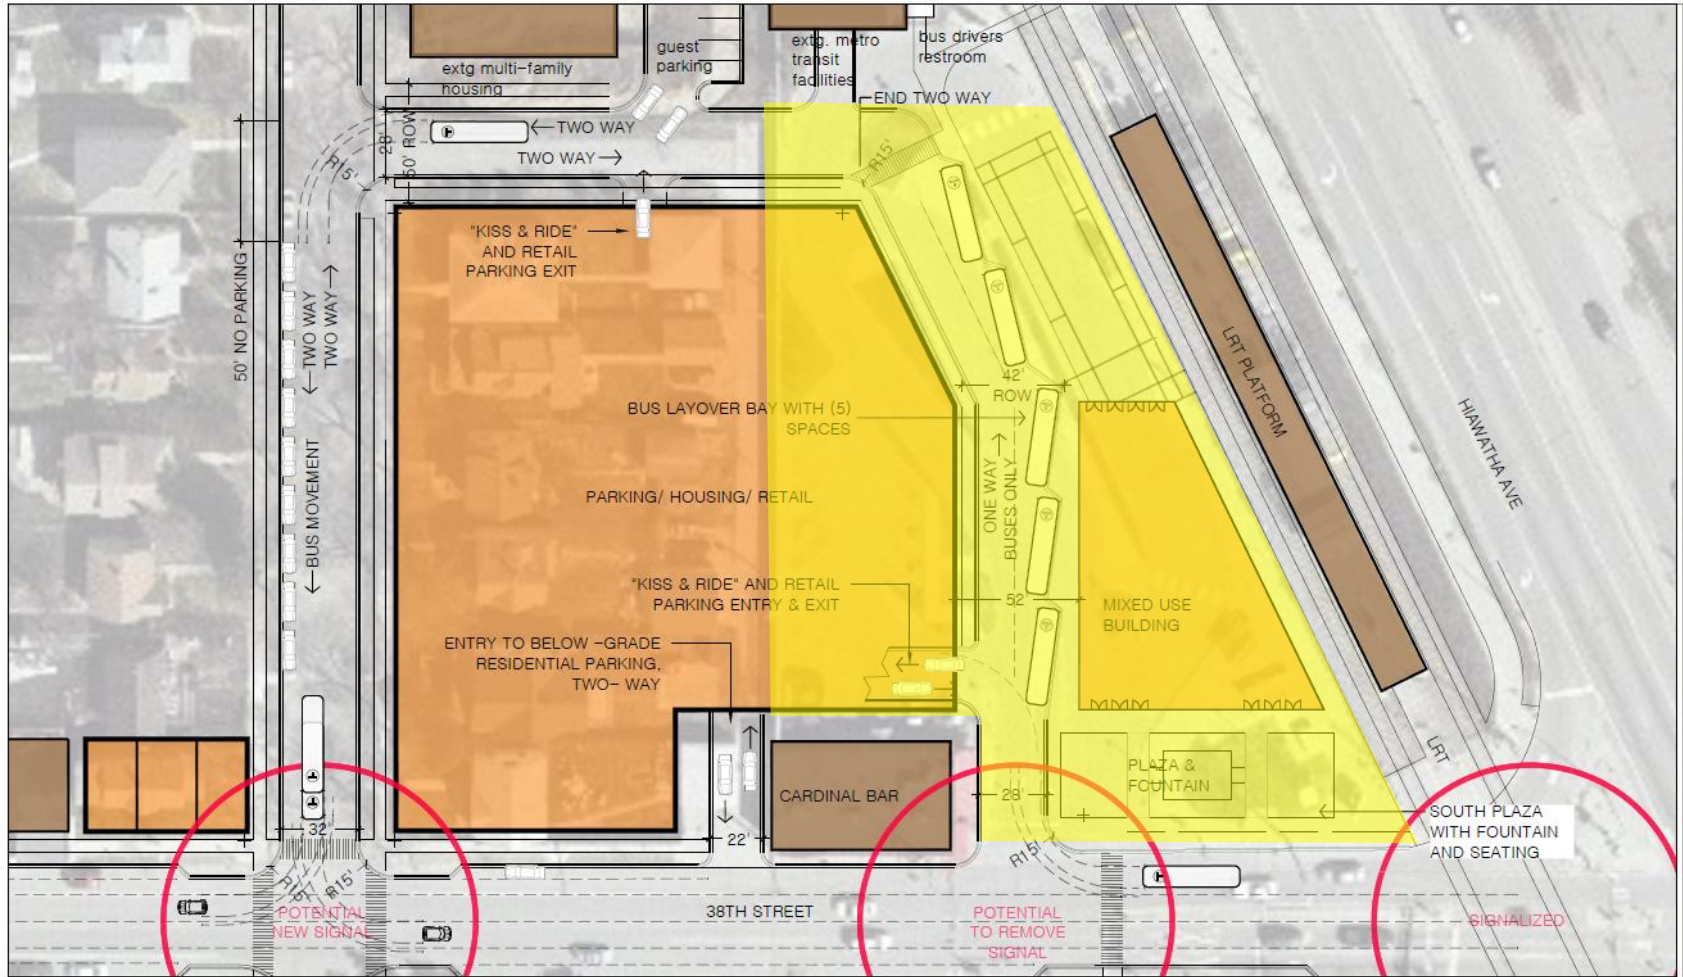 extg multi-family
housing
guest
parking
extg. metro
transit
facilities
bus drivers
restroom
END TWO WAY
←TWO WAY
TWO WAY→
28'
50' ROW
R15'
R15'
50' NO PARKING
"KISS & RIDE"
AND RETAIL
PARKING EXIT
TWO WAY
TWO WAY
BUS MOVEMENT
BUS LAYOVER BAY WITH (5)
SPACES
42'
ROW
ONE WAY
BUSES ONLY
LRT PLATFORM
HIAWATHA AVE
PARKING/ HOUSING/ RETAIL
"KISS & RIDE" AND RETAIL
PARKING ENTRY & EXIT
52'
MIXED USE
BUILDING
ENTRY TO BELOW -GRADE
RESIDENTIAL PARKING,
TWO- WAY
LRT
PLAZA &
FOUNTAIN
CARDINAL BAR
28'
SOUTH PLAZA
WITH FOUNTAIN
AND SEATING
32'
22'
R15'
R15'
R15'
38TH STREET
POTENTIAL
NEW SIGNAL
POTENTIAL
TO REMOVE
SIGNAL
SIGNALIZED